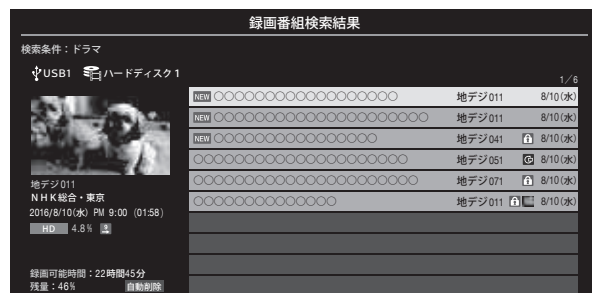 録画番組検索結果
検索条件：ドラマ
USB1 ハードディスク1
1/6
NEW ○○○○○○○○○○○○○○○○○○ 地デジ011 8/10(水)
NEW ○○○○○○○○○○○○○○○○○○○○○ 地デジ011 8/10(水)
NEW ○○○○○○○○○○○○○○○○ 地デジ041 8/10(水)
○○○○○○○○○○○○○○○○○○○○○ 地デジ051 G 8/10(水)
○○○○○○○○○○○○○○○○○○○○○○ 地デジ071 8/10(水)
○○○○○○○○○○○○○○ 地デジ011 8/10(水)
地デジ011
NHK総合・東京
2016/8/10(水) PM 9:00 (01:58)
HD 4.8%
録画可能時間：22時間45分
残量：46% 自動削除